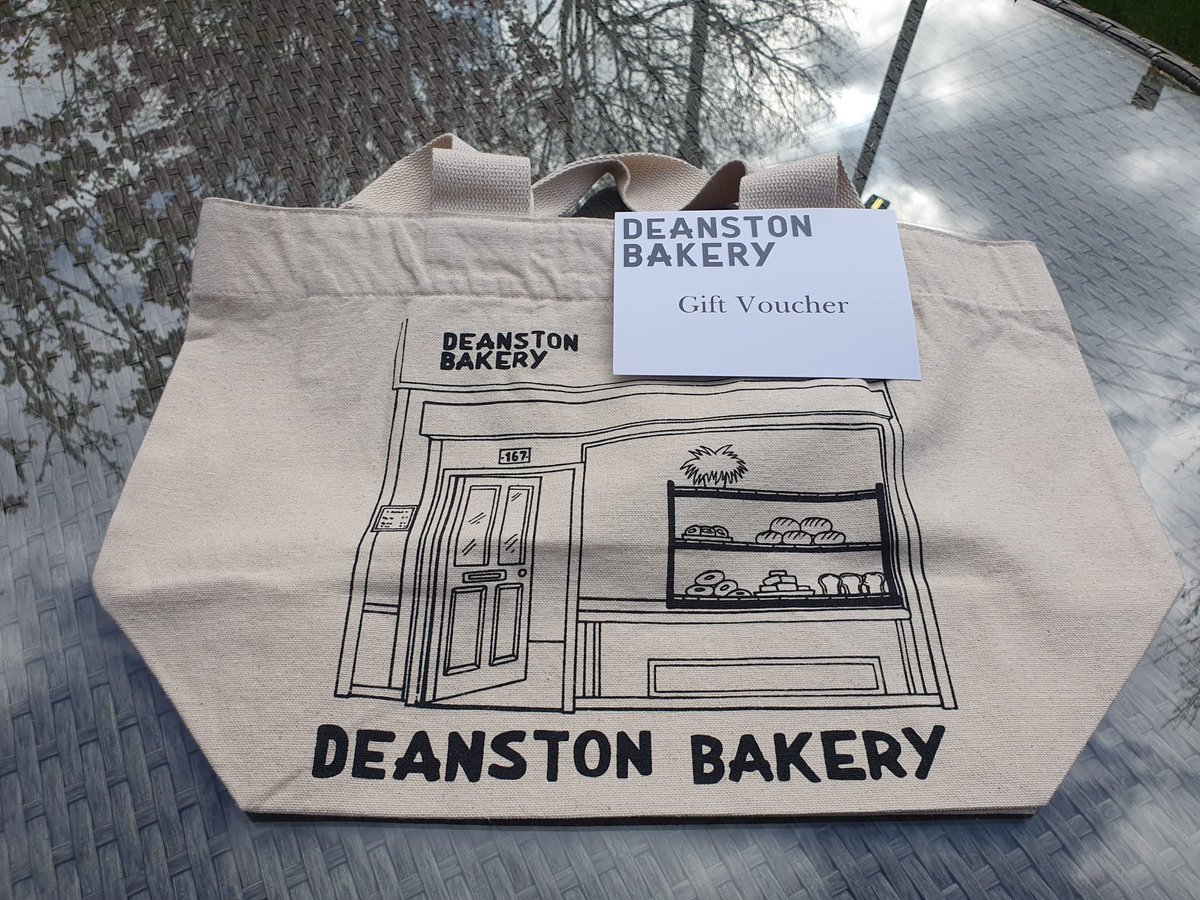 DEANSTON
BAKERY
Gift Voucher
DEANSTON
BAKERY
167
DEANSTON BAKERY